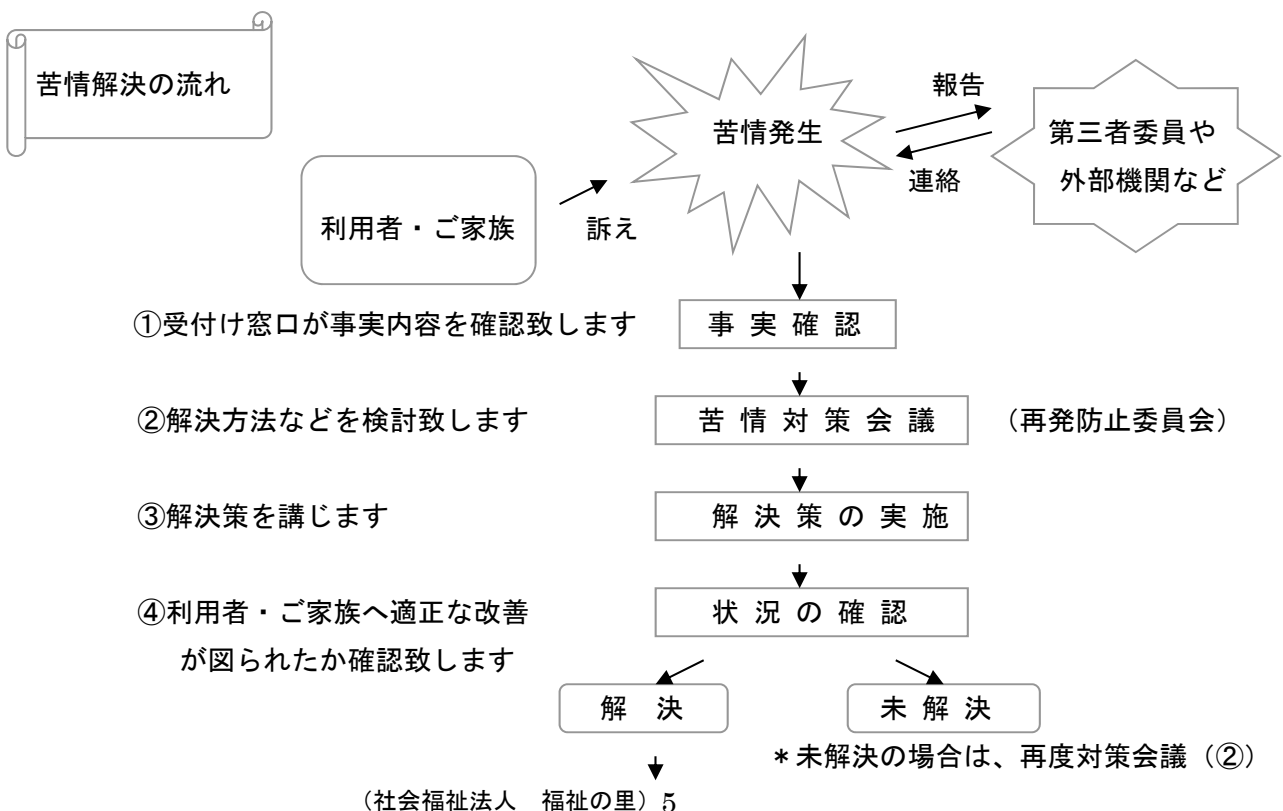 苦情解決の流れ
苦情発生
報告
連絡
第三者委員や
外部機関など
利用者・ご家族
訴え
①受付け窓口が事実内容を確認致します
事 実 確 認
②解決方法などを検討致します
苦 情 対 策 会 議
（再発防止委員会）
③解決策を講じます
解 決 策 の 実 施
④利用者・ご家族へ適正な改善
が図られたか確認致します
状 況 の 確 認
解　決
未 解 決
＊未解決の場合は、再度対策会議（②）
（社会福祉法人　福祉の里）5